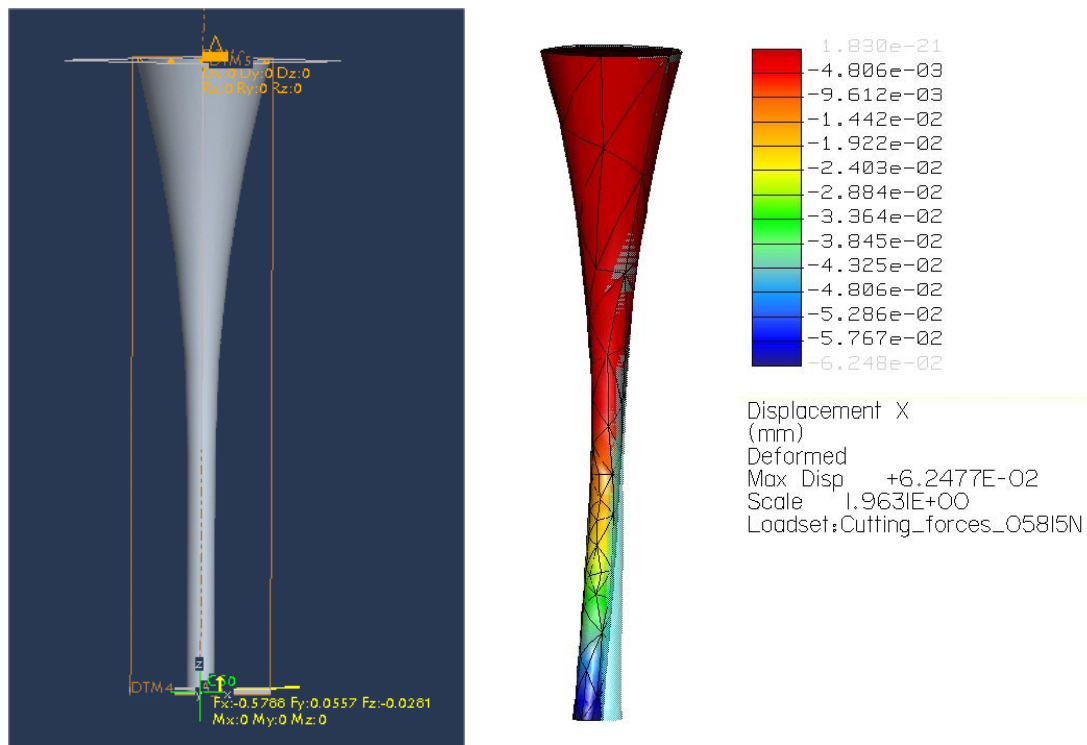 Dx:0 Dy:0 Dz:0
Rx:0 Ry:0 Rz:0
DTM4
Fx:-0.5788 Fy:0.0557 Fz:-0.0281
Mx:0 My:0 Mz:0
1.830e-21
-4.806e-03
-9.612e-03
-1.442e-02
-1.922e-02
-2.403e-02
-2.884e-02
-3.364e-02
-3.845e-02
-4.325e-02
-4.806e-02
-5.286e-02
-5.767e-02
-6.248e-02
Displacement X
(mm)
Deformed
Max Disp +6.2477E-02
Scale 1.9631E+00
Loadset:Cutting_forces_05815N